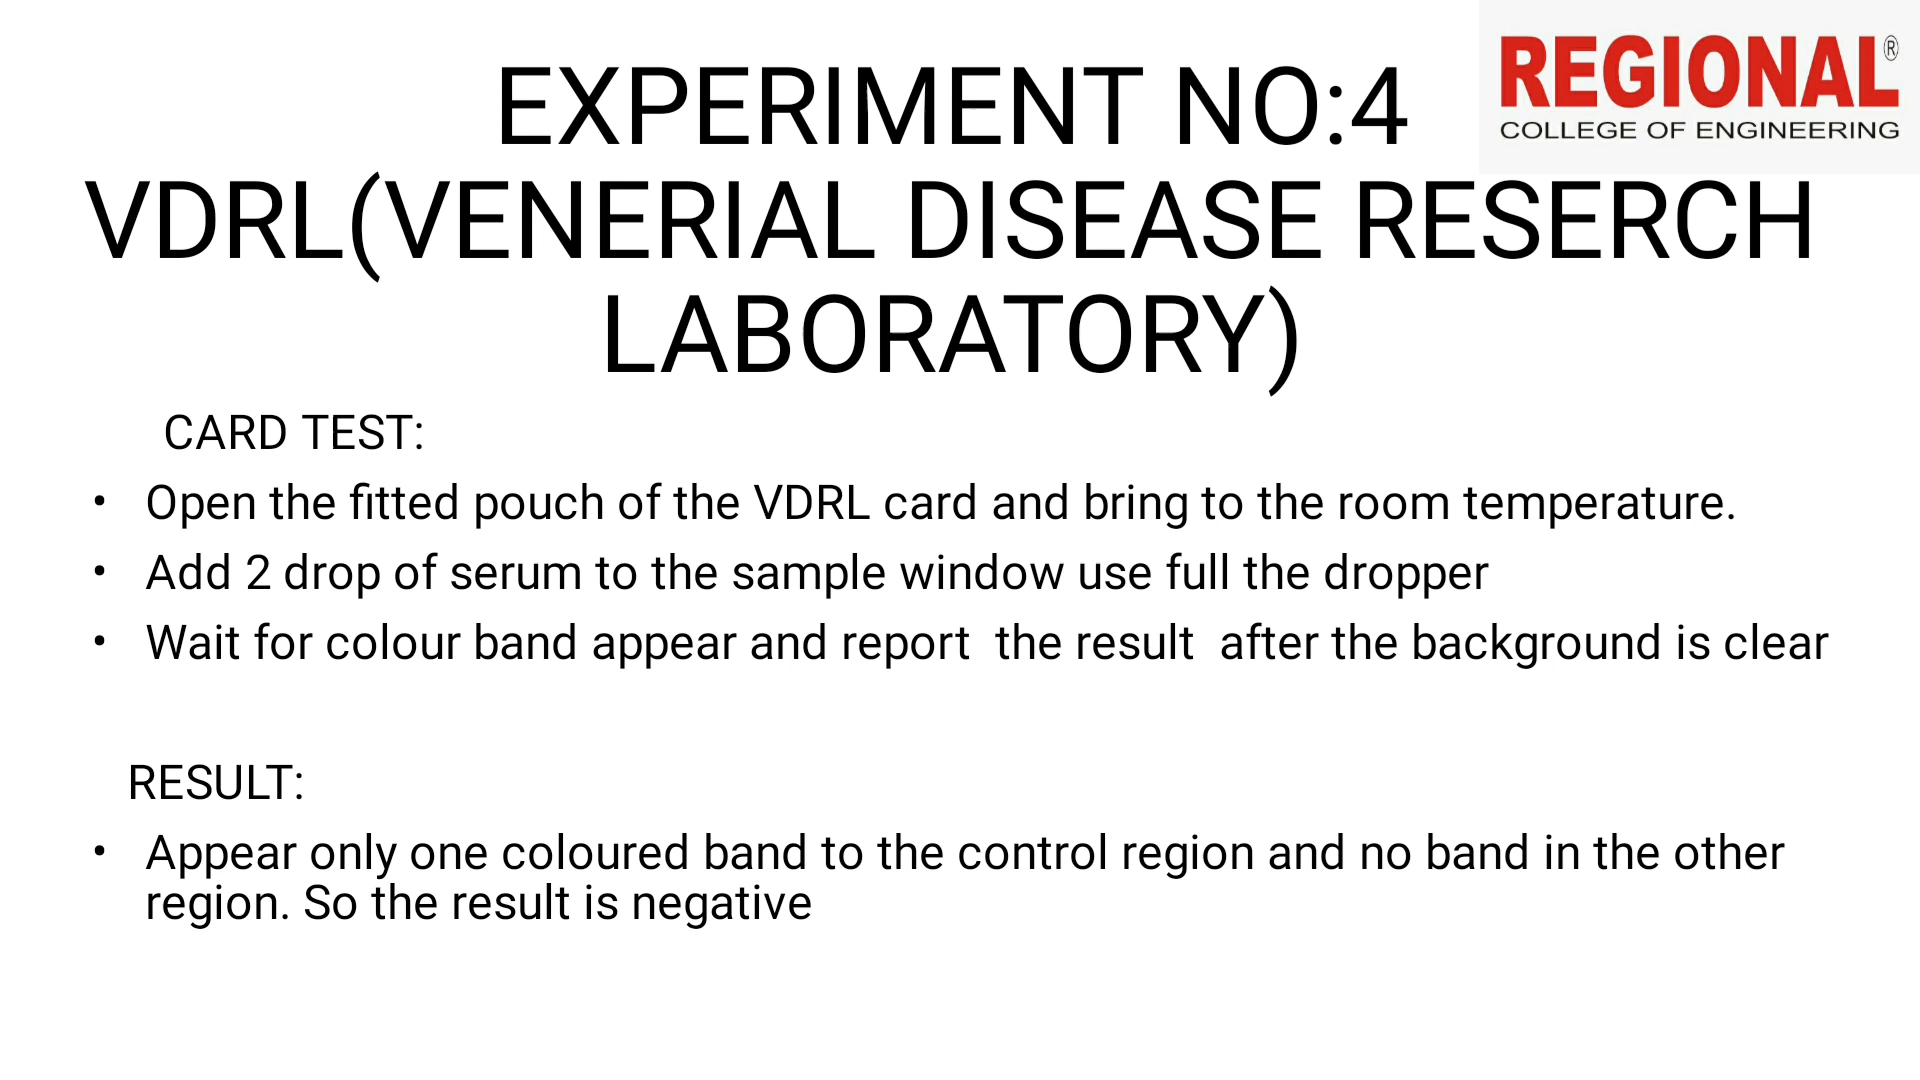 REGIONAL®
COLLEGE OF ENGINEERING
EXPERIMENT NO:4
VDRL(VENERIAL DISEASE RESERCH
LABORATORY)
CARD TEST:
• Open the fitted pouch of the VDRL card and bring to the room temperature.
• Add 2 drop of serum to the sample window use full the dropper
• Wait for colour band appear and report  the result  after the background is clear
RESULT:
• Appear only one coloured band to the control region and no band in the other
region. So the result is negative